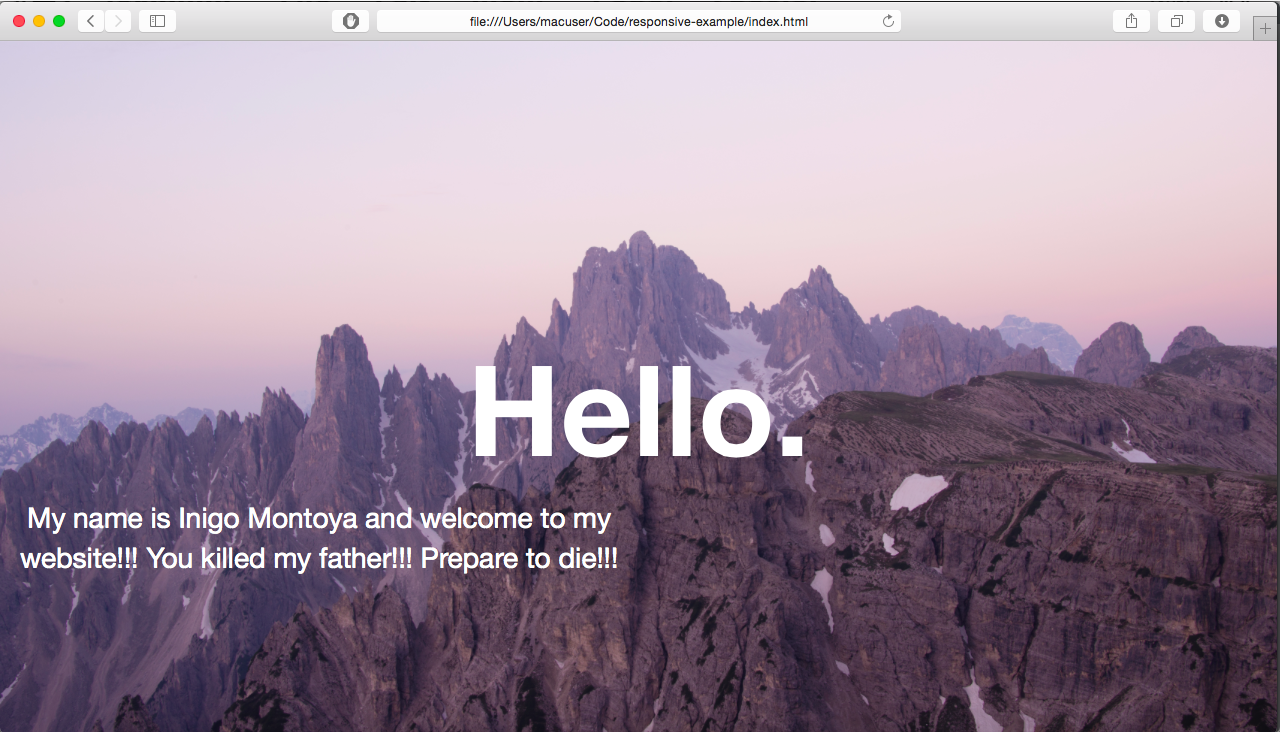 file:///Users/macuser/Code/responsive-example/index.html
Hello.
My name is Inigo Montoya and welcome to my
website!!! You killed my father!!! Prepare to die!!!